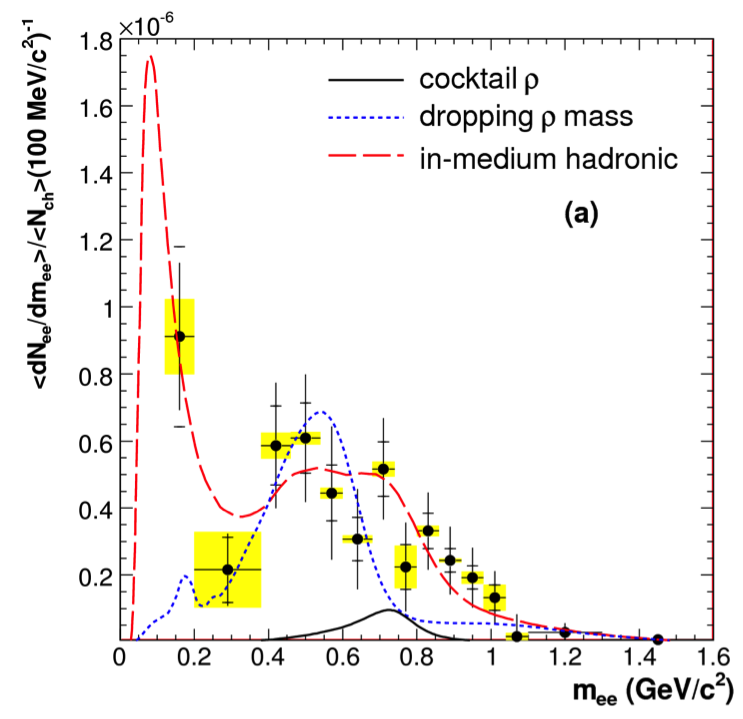 ×10⁻⁶
<dN_ee/dm_ee>/<N_ch>(100 MeV/c²)⁻¹
1.8
1.6
1.4
1.2
1
0.8
0.6
0.4
0.2
cocktail ρ
dropping ρ mass
in-medium hadronic
(a)
0 0.2 0.4 0.6 0.8 1 1.2 1.4 1.6
m_ee (GeV/c²)